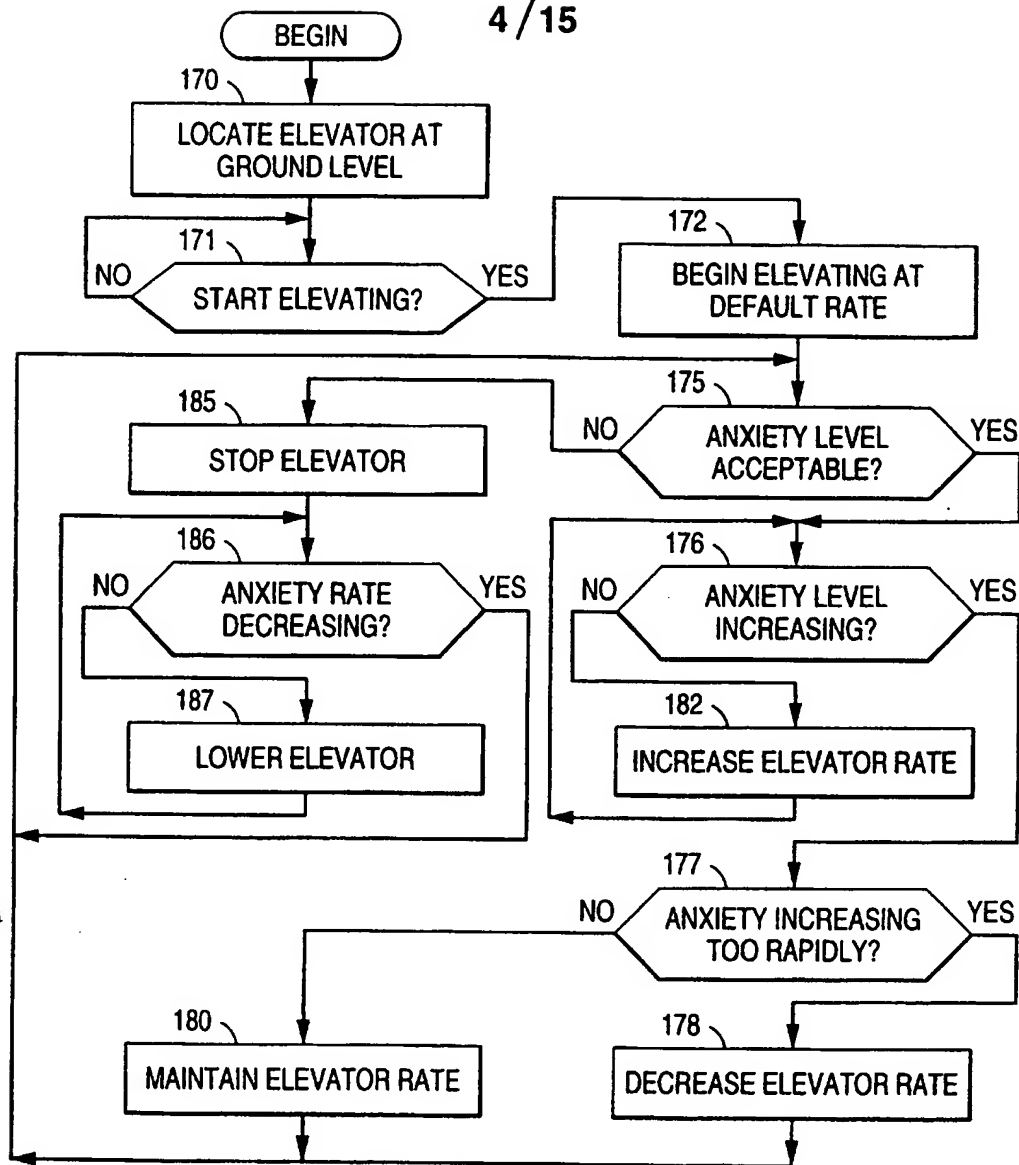 4/15
BEGIN
170
LOCATE ELEVATOR AT
GROUND LEVEL
171
NO
START ELEVATING?
YES
172
BEGIN ELEVATING AT
DEFAULT RATE
175
NO
ANXIETY LEVEL
ACCEPTABLE?
YES
185
STOP ELEVATOR
186
NO
ANXIETY RATE
DECREASING?
YES
176
NO
ANXIETY LEVEL
INCREASING?
YES
187
LOWER ELEVATOR
182
INCREASE ELEVATOR RATE
177
NO
ANXIETY INCREASING
TOO RAPIDLY?
YES
180
MAINTAIN ELEVATOR RATE
178
DECREASE ELEVATOR RATE